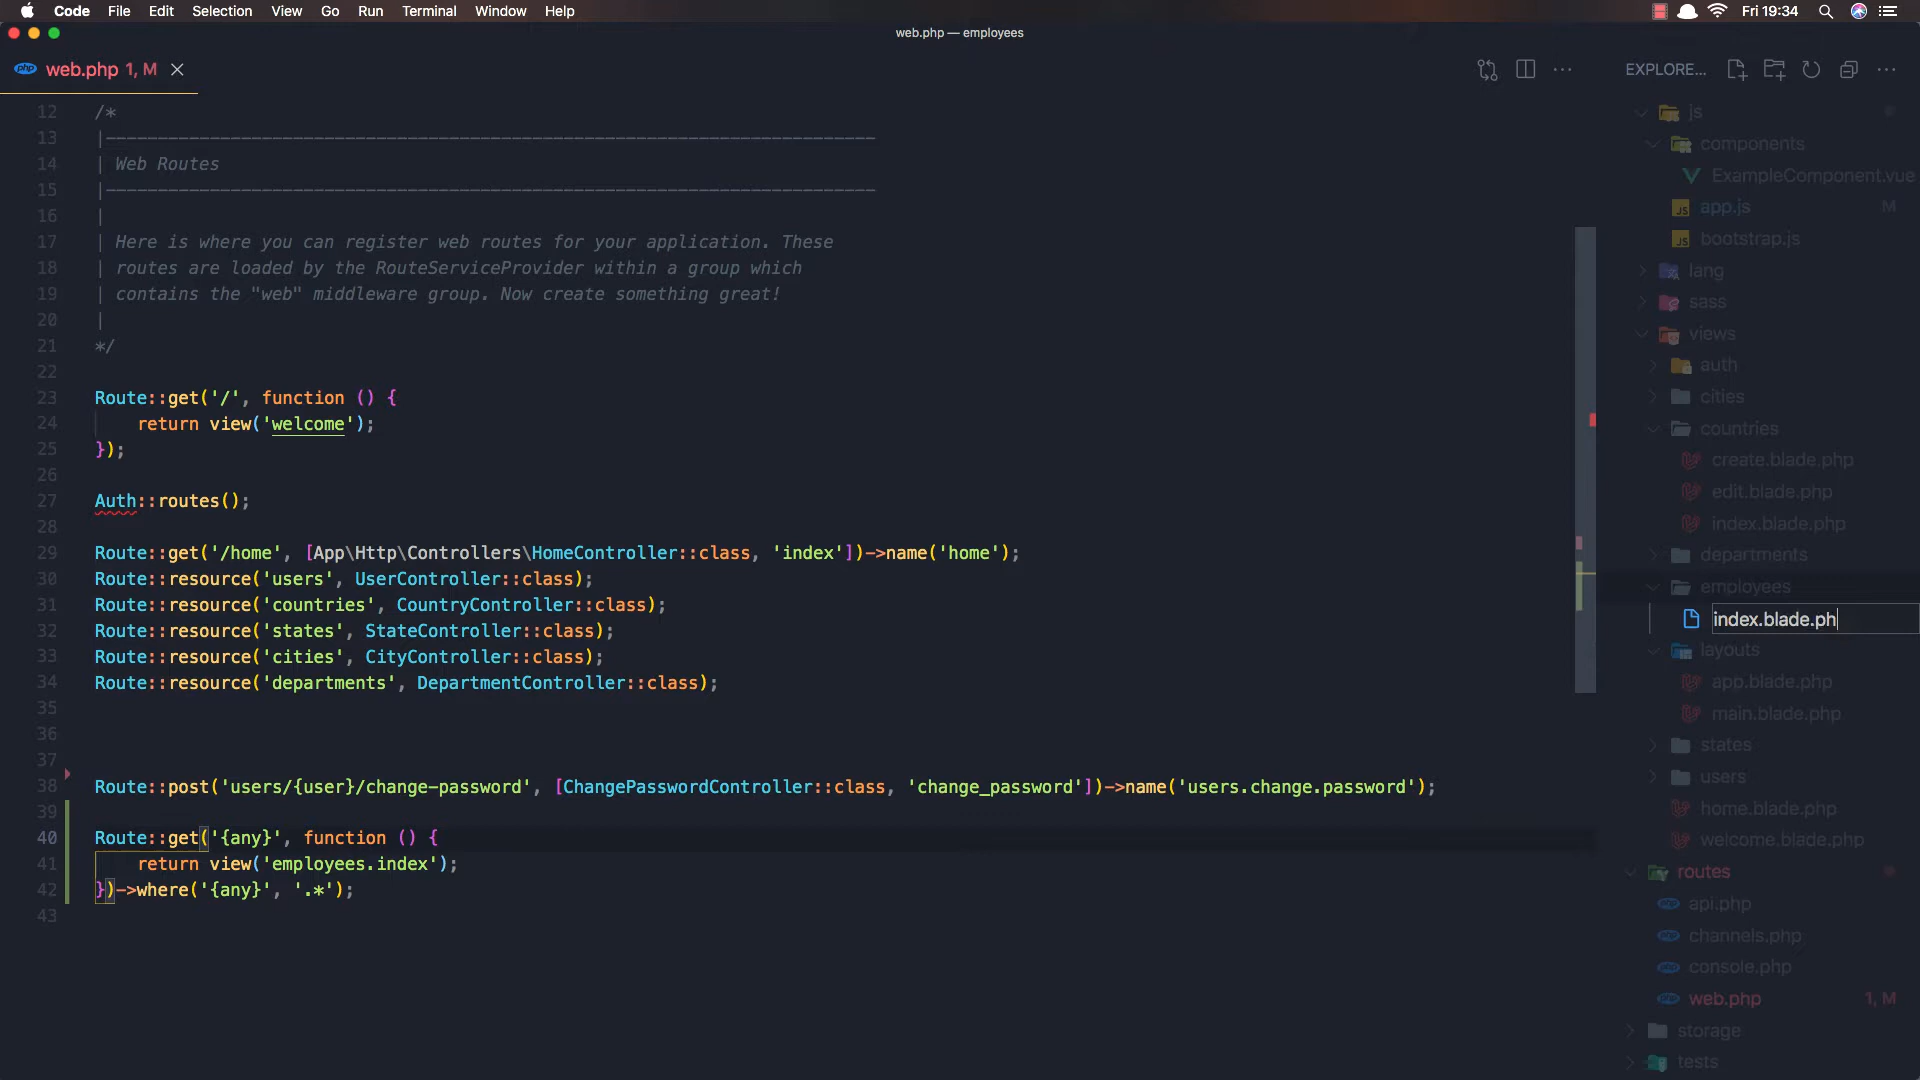 Code File Edit Selection View Go Run Terminal Window Help Fri 19:34
web.php — employees
php web.php 1, M
EXPLORE...
12 /*
13 |--------------------------------------------------------------------------
14 | Web Routes
15 |--------------------------------------------------------------------------
16 |
17 | Here is where you can register web routes for your application. These
18 | routes are loaded by the RouteServiceProvider within a group which
19 | contains the "web" middleware group. Now create something great!
20 |
21 */
22
23 Route::get('/', function () {
24 return view('welcome');
25 });
26
27 Auth::routes();
28
29 Route::get('/home', [App\Http\Controllers\HomeController::class, 'index'])->name('home');
30 Route::resource('users', UserController::class);
31 Route::resource('countries', CountryController::class);
32 Route::resource('states', StateController::class);
33 Route::resource('cities', CityController::class);
34 Route::resource('departments', DepartmentController::class);
35
36
37
38 Route::post('users/{user}/change-password', [ChangePasswordController::class, 'change_password'])->name('users.change.password');
39
40 Route::get('{any}', function () {
41 return view('employees.index');
42 })->where('{any}', '.*');
43
js
components
ExampleComponent.vue
JS app.js M
JS bootstrap.js
lang
sass
views
auth
cities
countries
create.blade.php
edit.blade.php
index.blade.php
departments
employees
index.blade.ph
layouts
app.blade.php
main.blade.php
states
users
home.blade.php
welcome.blade.php
routes
api.php
channels.php
console.php
web.php 1, M
storage
tests